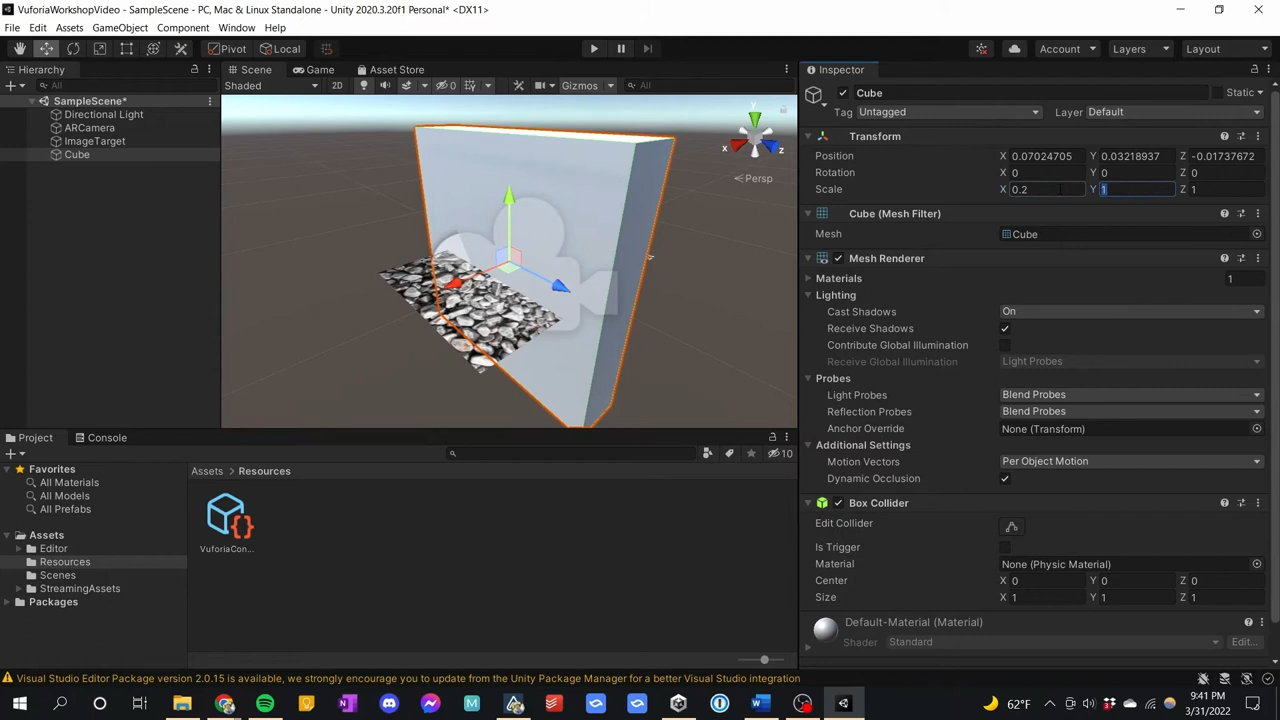 VuforiaWorkshopVideo - SampleScene - PC, Mac & Linux Standalone - Unity 2020.3.20f1 Personal* <DX11>
File Edit Assets GameObject Component Window Help
Pivot Local Account Layers Layout
Hierarchy
All
SampleScene*
Directional Light
ARCamera
ImageTarget
Cube
Scene Game Asset Store
Shaded 2D 0 Gizmos All
y
x z
Persp
Inspector
Cube Static
Tag Untagged Layer Default
Transform
Position X 0.07024705 Y 0.03218937 Z -0.01737672
Rotation X 0 Y 0 Z 0
Scale X 0.2 Y 1 Z 1
Cube (Mesh Filter)
Mesh Cube
Mesh Renderer
Materials 1
Lighting
Cast Shadows On
Receive Shadows
Contribute Global Illumination
Receive Global Illumination Light Probes
Probes
Light Probes Blend Probes
Reflection Probes Blend Probes
Anchor Override None (Transform)
Additional Settings
Motion Vectors Per Object Motion
Dynamic Occlusion
Box Collider
Edit Collider
Is Trigger
Material None (Physic Material)
Center X 0 Y 0 Z 0
Size X 1 Y 1 Z 1
Default-Material (Material)
Shader Standard Edit...
Project Console
10
Favorites
All Materials
All Models
All Prefabs
Assets
Editor
Resources
Scenes
StreamingAssets
Packages
Assets Resources
VuforiaCon...
Visual Studio Editor Package version 2.0.15 is available, we strongly encourage you to update from the Unity Package Manager for a better Visual Studio integration
62°F
9:41 PM
3/31/2022